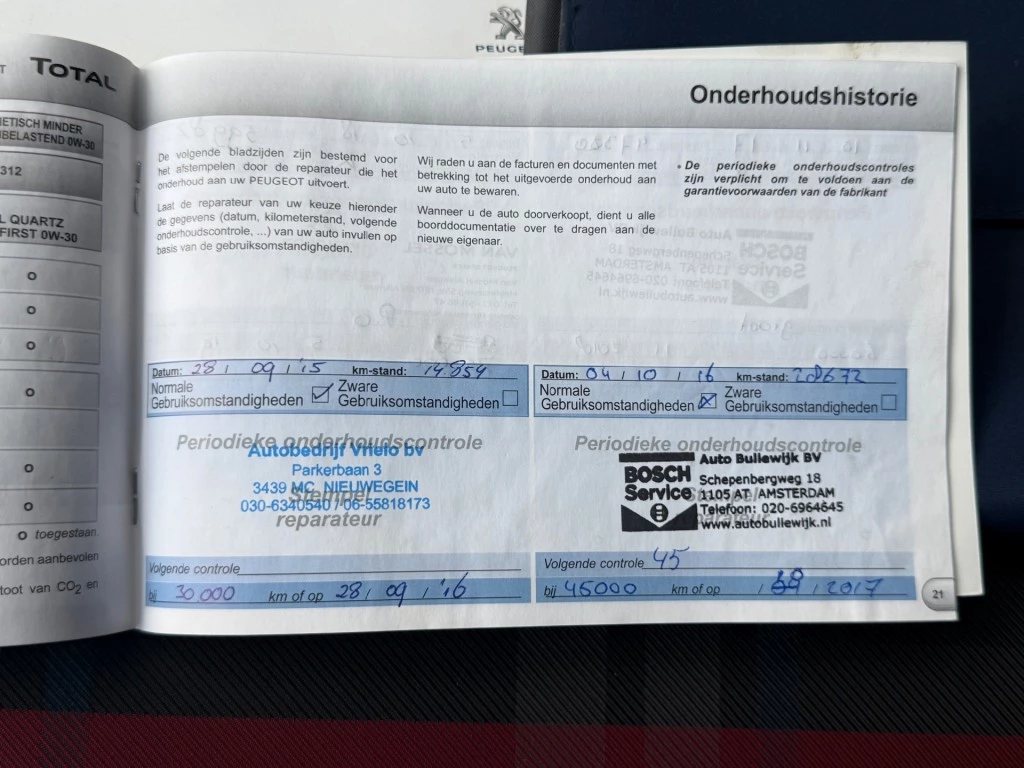 PEUGE
T TOTAL
ETISCH MINDER
BELASTEND 0W-30
312
L QUARTZ
FIRST 0W-30
O
O
O
O
O
O
O toegestaan.
orden aanbevolen
toot van CO2 en
Onderhoudshistorie
De volgende bladzijden zijn bestemd voor
het afstempelen door de reparateur die het
onderhoud aan uw PEUGEOT uitvoert.
Laat de reparateur van uw keuze hieronder
de gegevens (datum, kilometerstand, volgende
onderhoudscontrole, ...) van uw auto invullen op
basis van de gebruiksomstandigheden.
Wij raden u aan de facturen en documenten met
betrekking tot het uitgevoerde onderhoud aan
uw auto te bewaren.
Wanneer u de auto doorverkoopt, dient u alle
boorddocumentatie over te dragen aan de
nieuwe eigenaar.
• De periodieke onderhoudscontroles
zijn verplicht om te voldoen aan de
garantievoorwaarden van de fabrikant
Datum: 28 / 09 / '15 km-stand: 14854
Normale
Gebruiksomstandigheden
Zware
Gebruiksomstandigheden
Periodieke onderhoudscontrole
Autobedrijf Vrielo bv
Parkerbaan 3
3439 MC NIEUWEGEIN
030-6340540 / 06-55818173
Stempel
reparateur
Volgende controle
bij 30.000 km of op 28 / 09 / '16
Datum: 04 / 10 / 16 km-stand: 28672
Normale
Gebruiksomstandigheden
Zware
Gebruiksomstandigheden
Periodieke onderhoudscontrole
BOSCH
Service
Auto Bullewijk BV
Schepenbergweg 18
1105 AT AMSTERDAM
Telefoon: 020-6964645
www.autobullewijk.nl
Volgende controle 45
bij 45000 km of op / / 2017
21